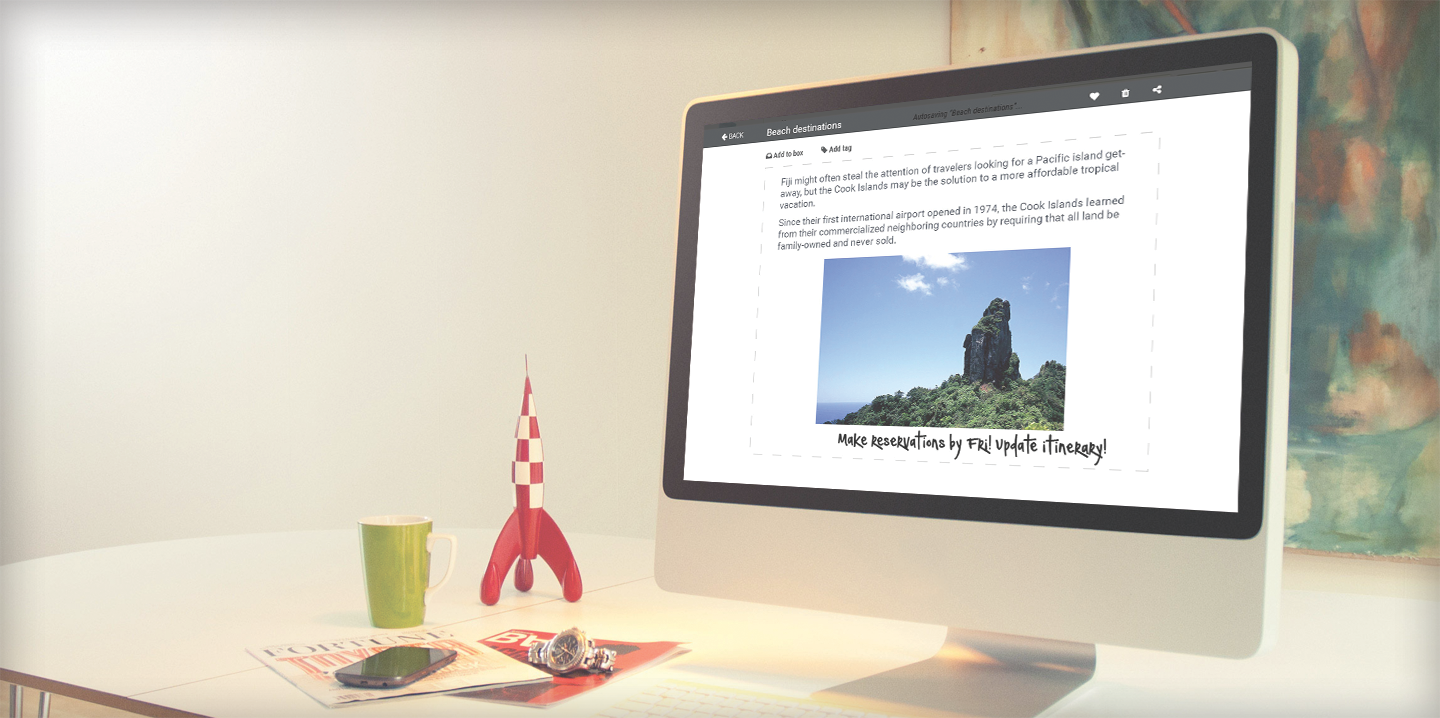 BACK
Beach destinations
Autosaving "Beach destinations"...
Add to box
Add tag
Fiji might often steal the attention of travelers looking for a Pacific island get-
away, but the Cook Islands may be the solution to a more affordable tropical
vacation.
Since their first international airport opened in 1974, the Cook Islands learned
from their commercialized neighboring countries by requiring that all land be
family-owned and never sold.
Make reservations by Fri! update itinerary!
FORTUNE